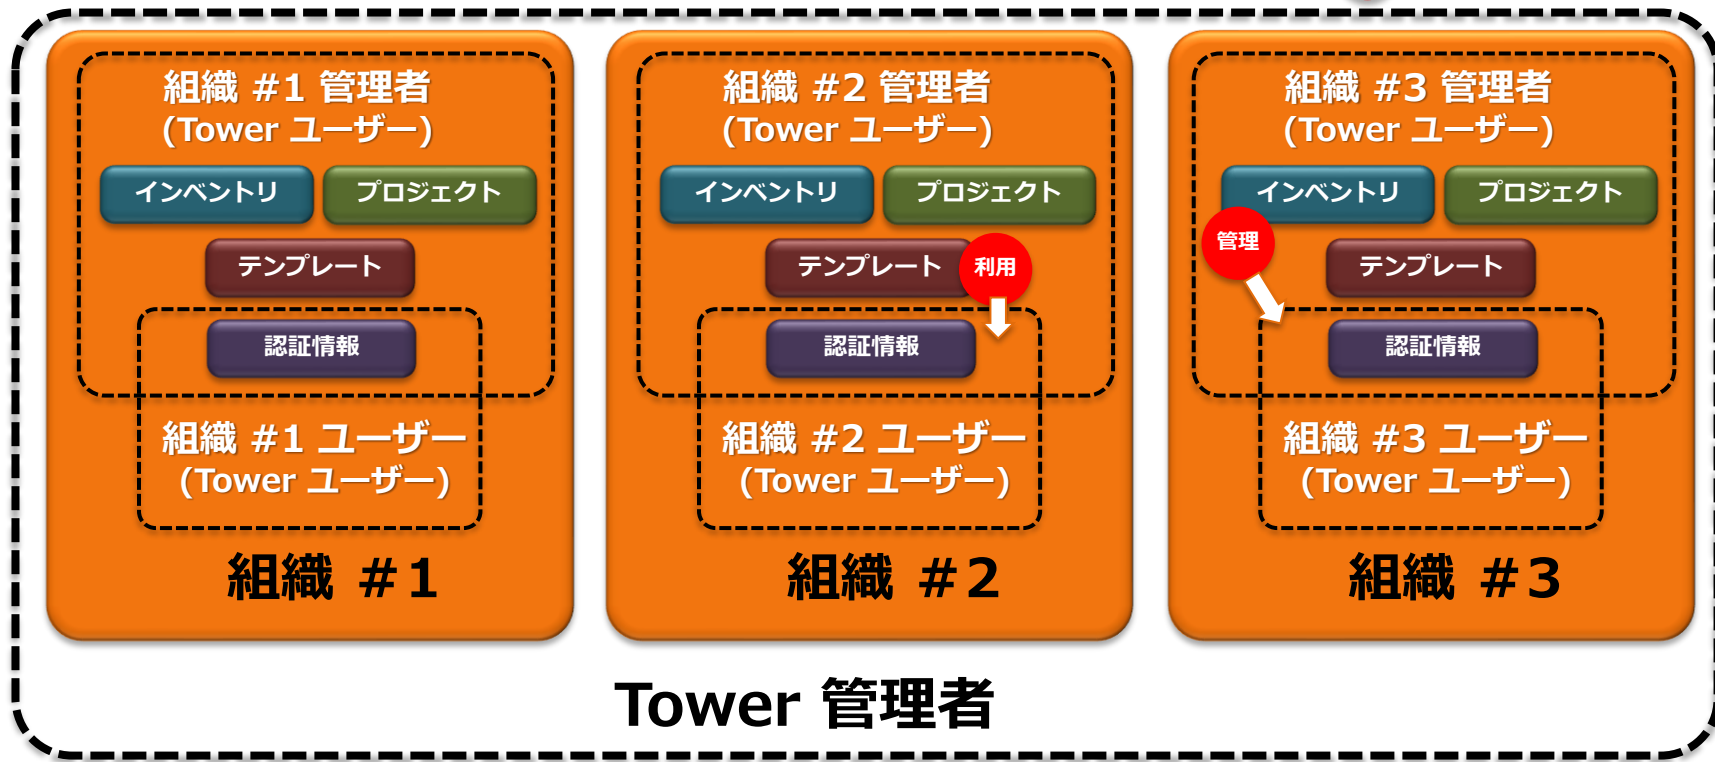 組織 #1 管理者
(Tower ユーザー)
インベントリ
プロジェクト
テンプレート
認証情報
組織 #1 ユーザー
(Tower ユーザー)
組織 #1
組織 #2 管理者
(Tower ユーザー)
インベントリ
プロジェクト
テンプレート
利用
認証情報
組織 #2 ユーザー
(Tower ユーザー)
組織 #2
組織 #3 管理者
(Tower ユーザー)
インベントリ
プロジェクト
管理
テンプレート
認証情報
組織 #3 ユーザー
(Tower ユーザー)
組織 #3
Tower 管理者